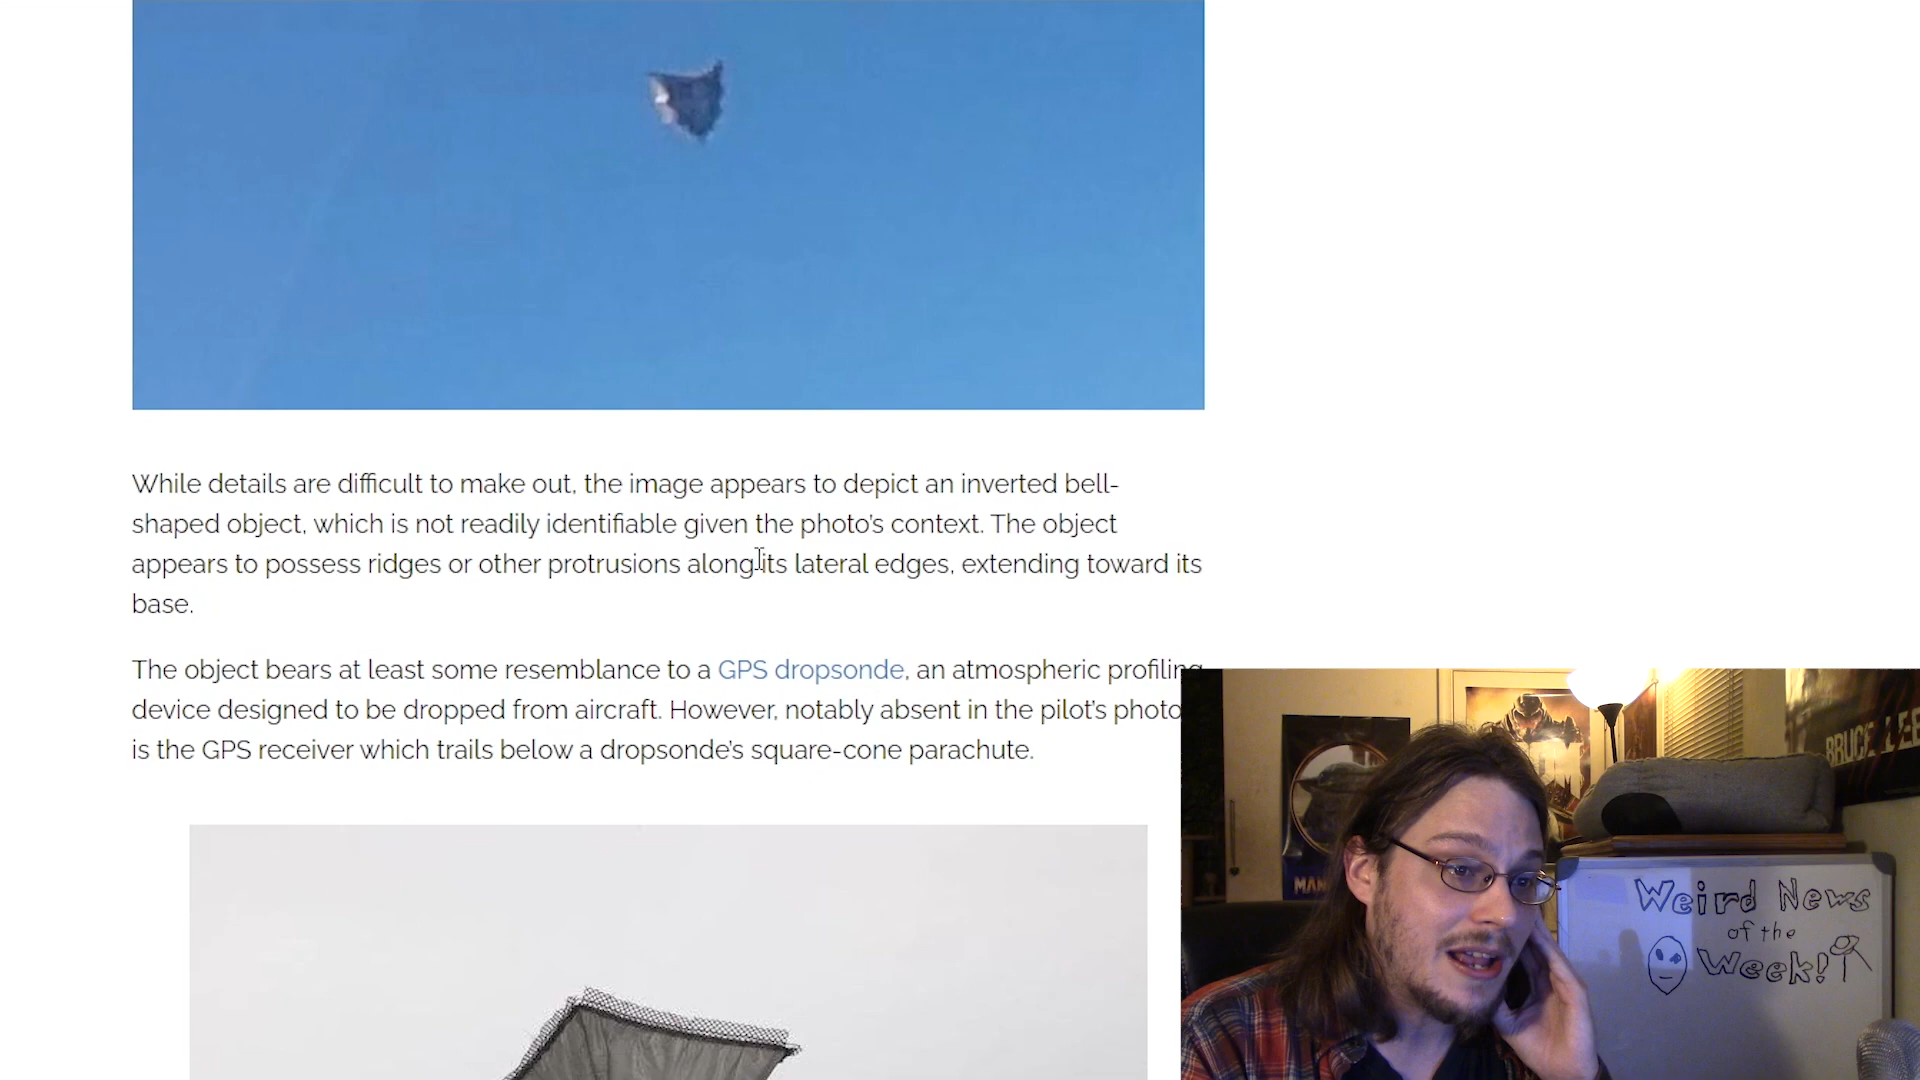 While details are difficult to make out, the image appears to depict an inverted bell-
shaped object, which is not readily identifiable given the photo's context. The object
appears to possess ridges or other protrusions along its lateral edges, extending toward its
base.
The object bears at least some resemblance to a GPS dropsonde, an atmospheric profiling
device designed to be dropped from aircraft. However, notably absent in the pilot's photo
is the GPS receiver which trails below a dropsonde's square-cone parachute.
BRUCE LEE
MAN
Weird News
of the
Week!